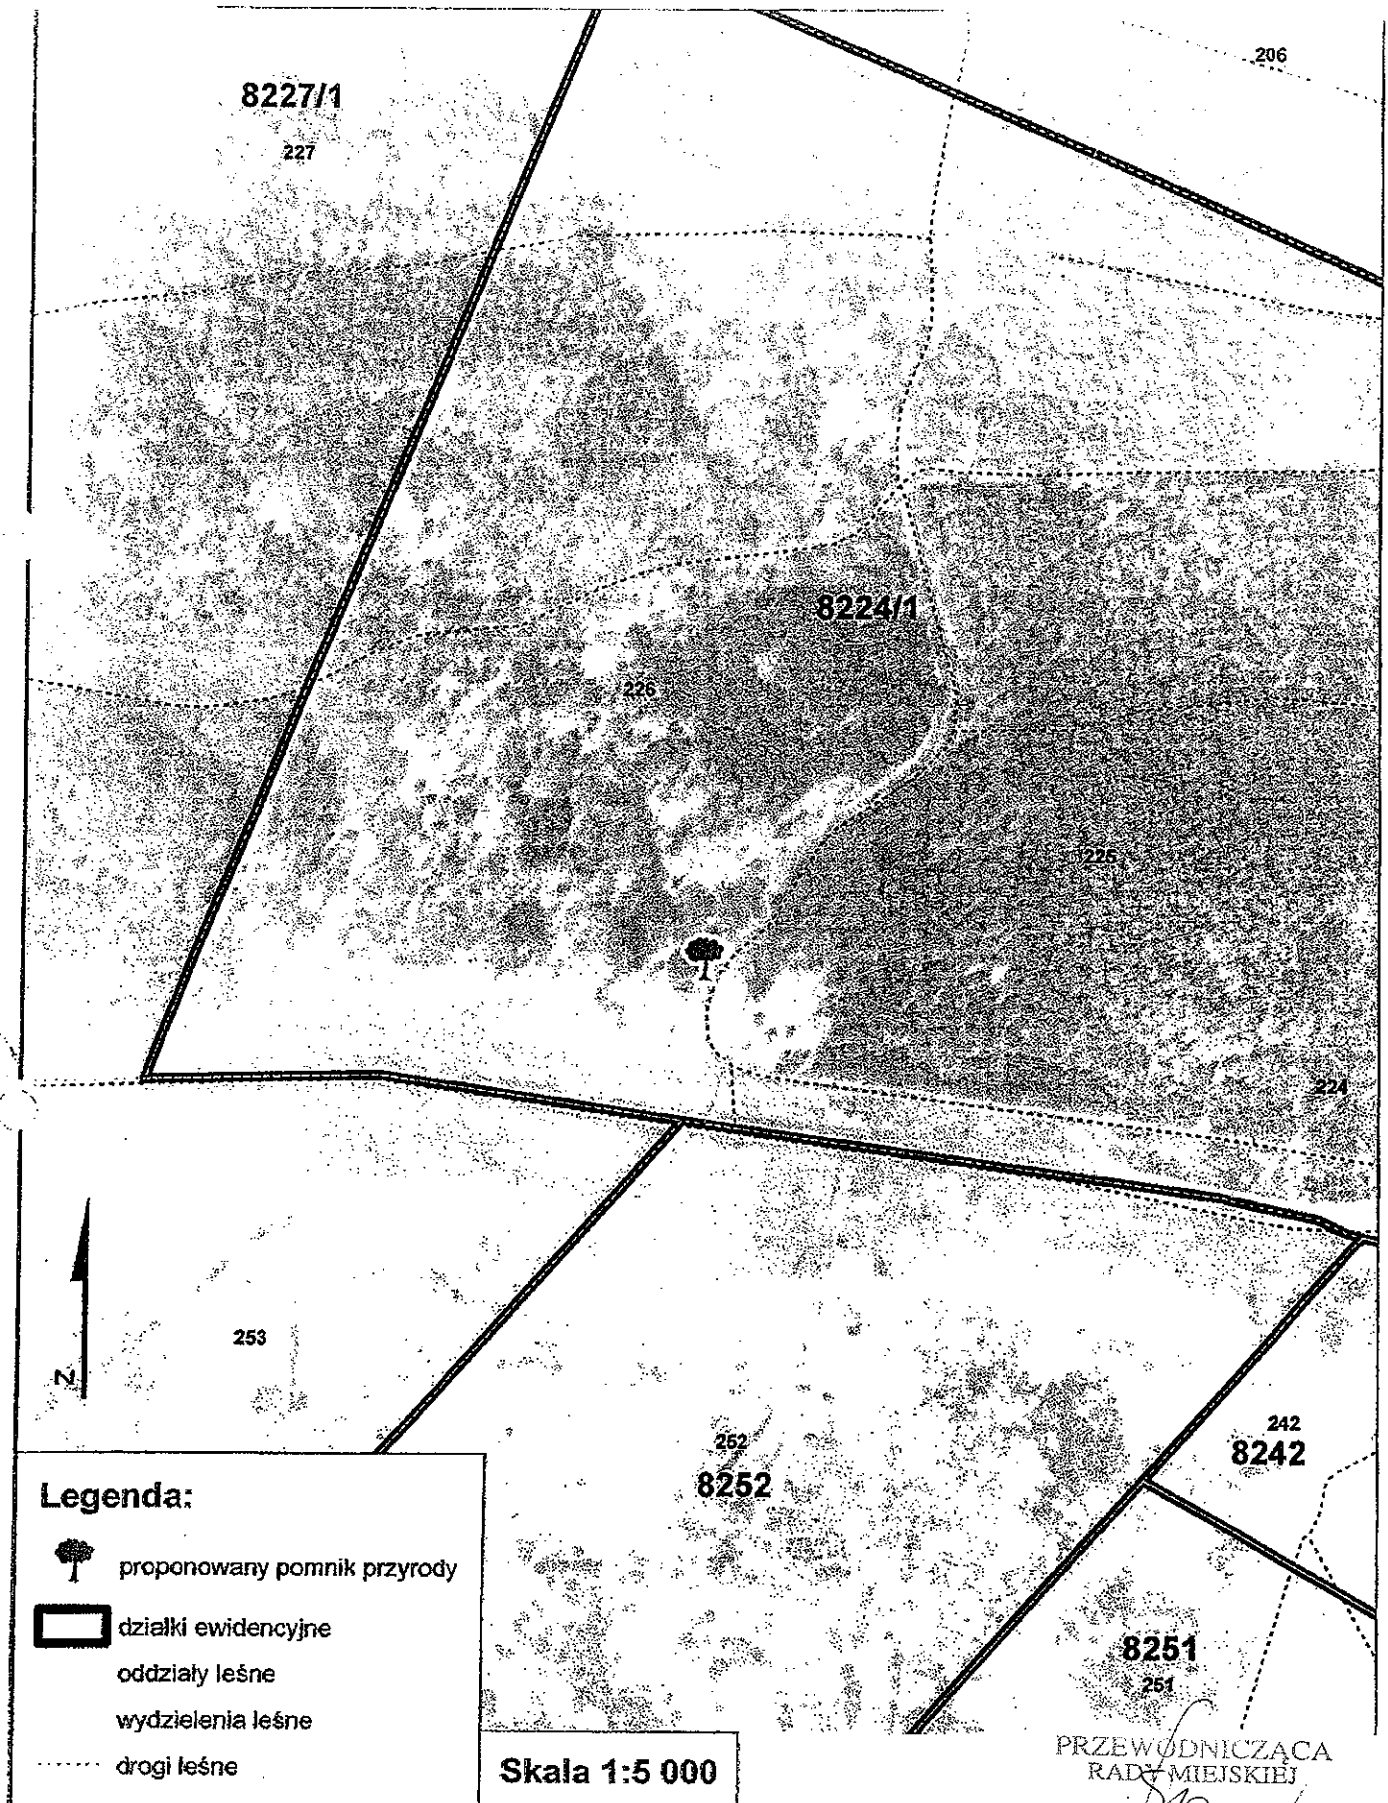 206
8227/1
227
8224/1
226
225
224
253
N
242
8242
252
8252
8251
251
Legenda:
proponowany pomnik przyrody
działki ewidencyjne
oddziały leśne
wydzielenia leśne
drogi leśne
Skala 1:5 000
PRZEWODNICZĄCA
RADY MIEJSKIEJ